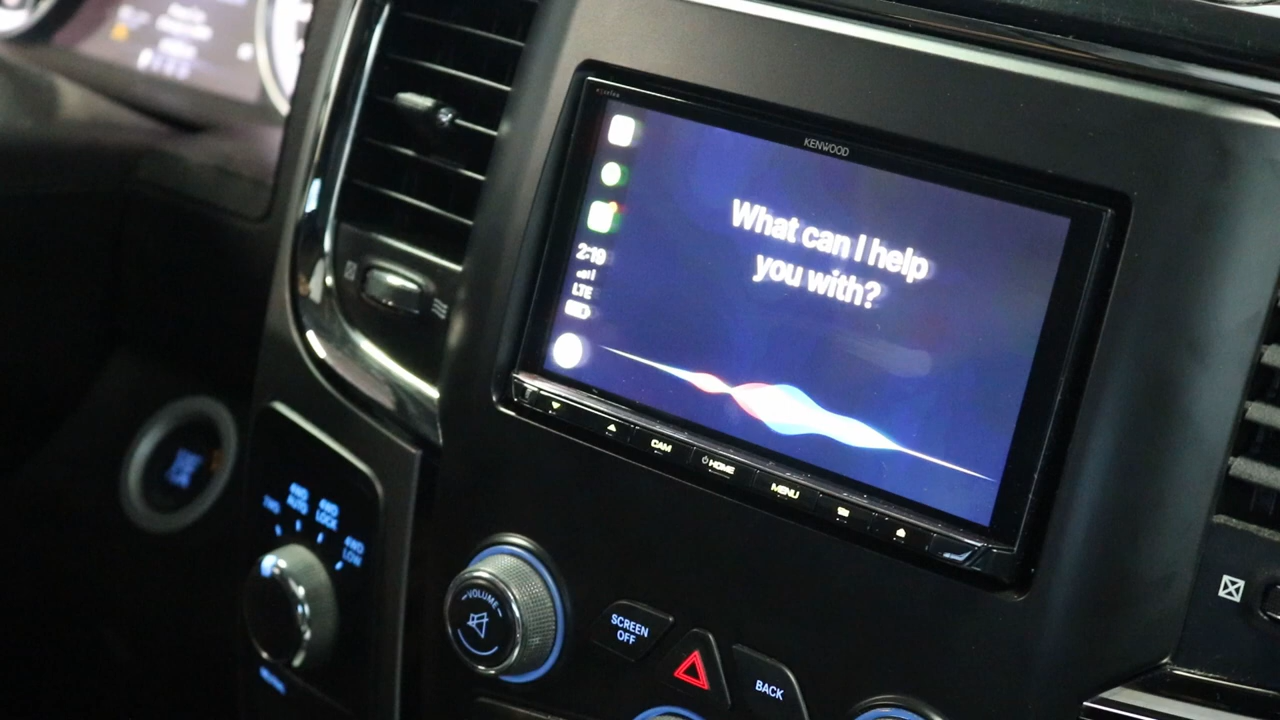 KENWOOD
What can I help
you with?
2:19
LTE
CAM
HOME
MENU
4WD
AUTO
4WD
LOCK
4WD
LOW
VOLUME
SCREEN
OFF
BACK